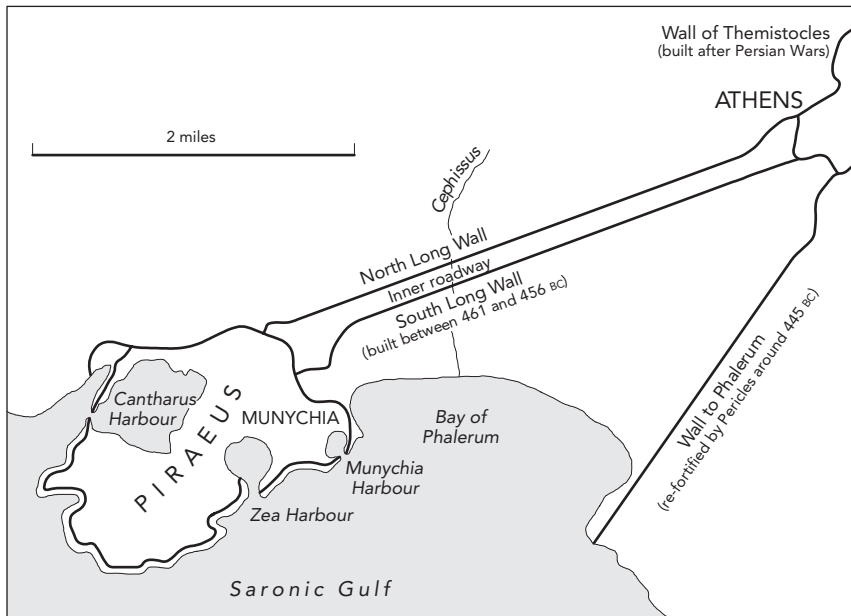 Wall of Themistocles
(built after Persian Wars)
ATHENS
2 miles
Cephissus
North Long Wall
Inner roadway
South Long Wall
(built between 461 and 456 BC)
Wall to Phalerum
(re-fortified by Pericles around 445 BC)
Cantharus
Harbour
PIRAEUS
MUNYCHIA
Bay of
Phalerum
Munychia
Harbour
Zea Harbour
Saronic Gulf